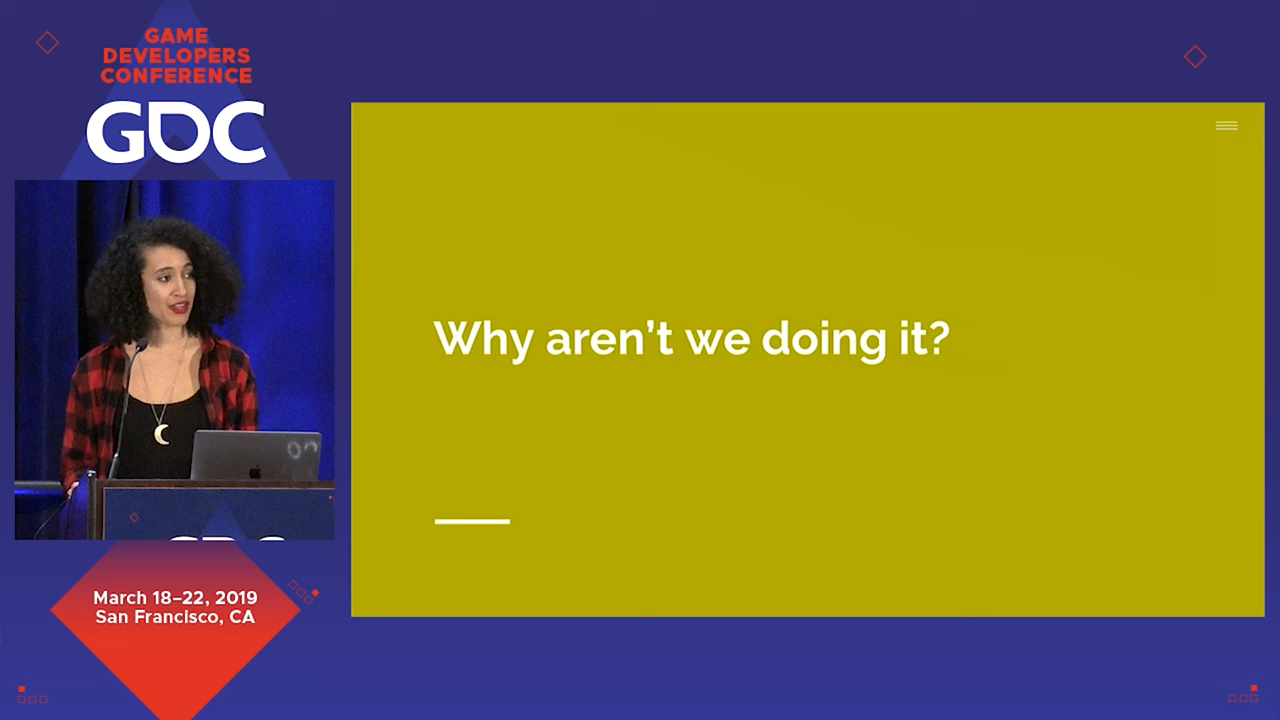 GAME
DEVELOPERS
CONFERENCE
GDC
Why aren’t we doing it?
March 18–22, 2019
San Francisco, CA